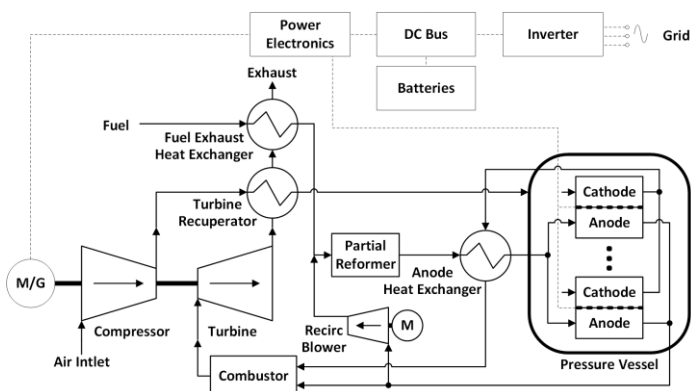 Power
Electronics
DC Bus
Inverter
Grid
Batteries
Exhaust
Fuel
Fuel Exhaust
Heat Exchanger
Turbine
Recuperator
Cathode
Anode
Partial
Reformer
Anode
Heat Exchanger
M/G
Cathode
Anode
Compressor
Turbine
Recirc
Blower
M
Air Intlet
Combustor
Pressure Vessel